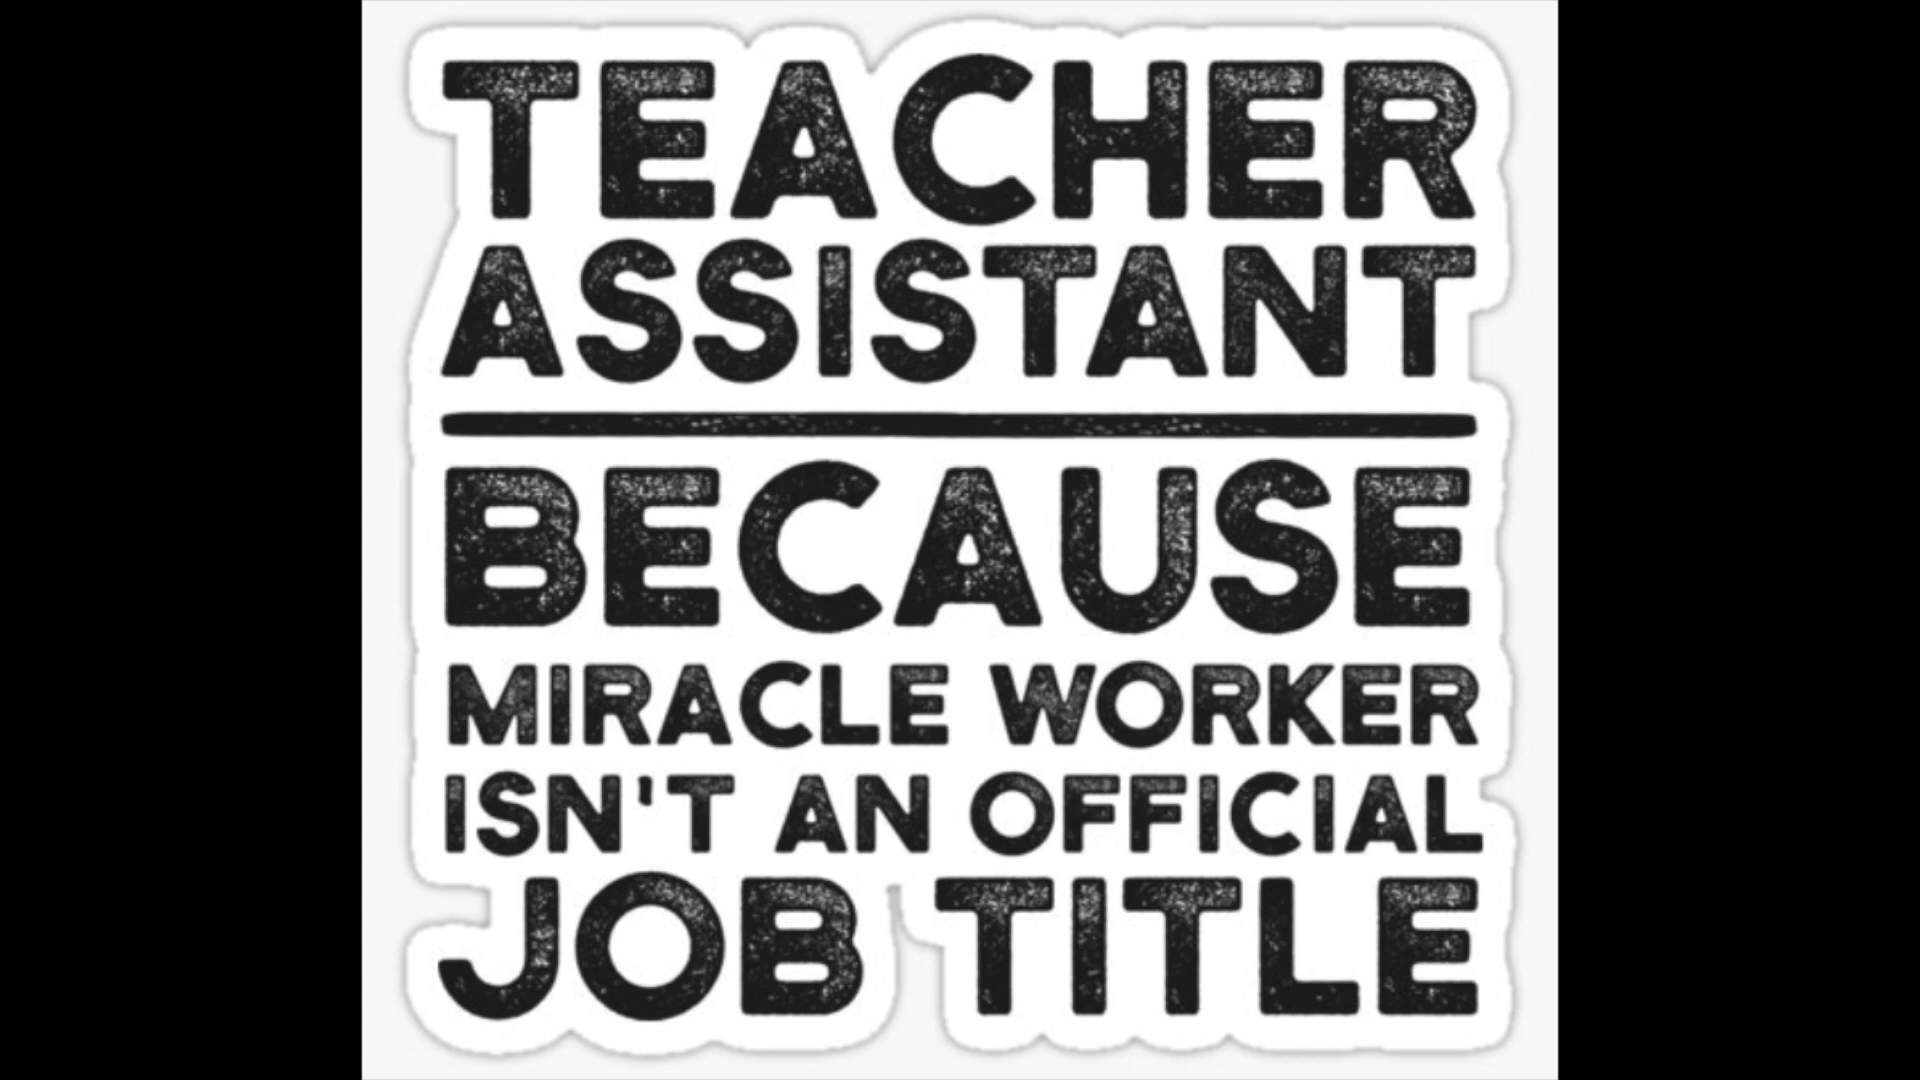 TEACHER
ASSISTANT
BECAUSE
MIRACLE WORKER
ISN'T AN OFFICIAL
JOB TITLE